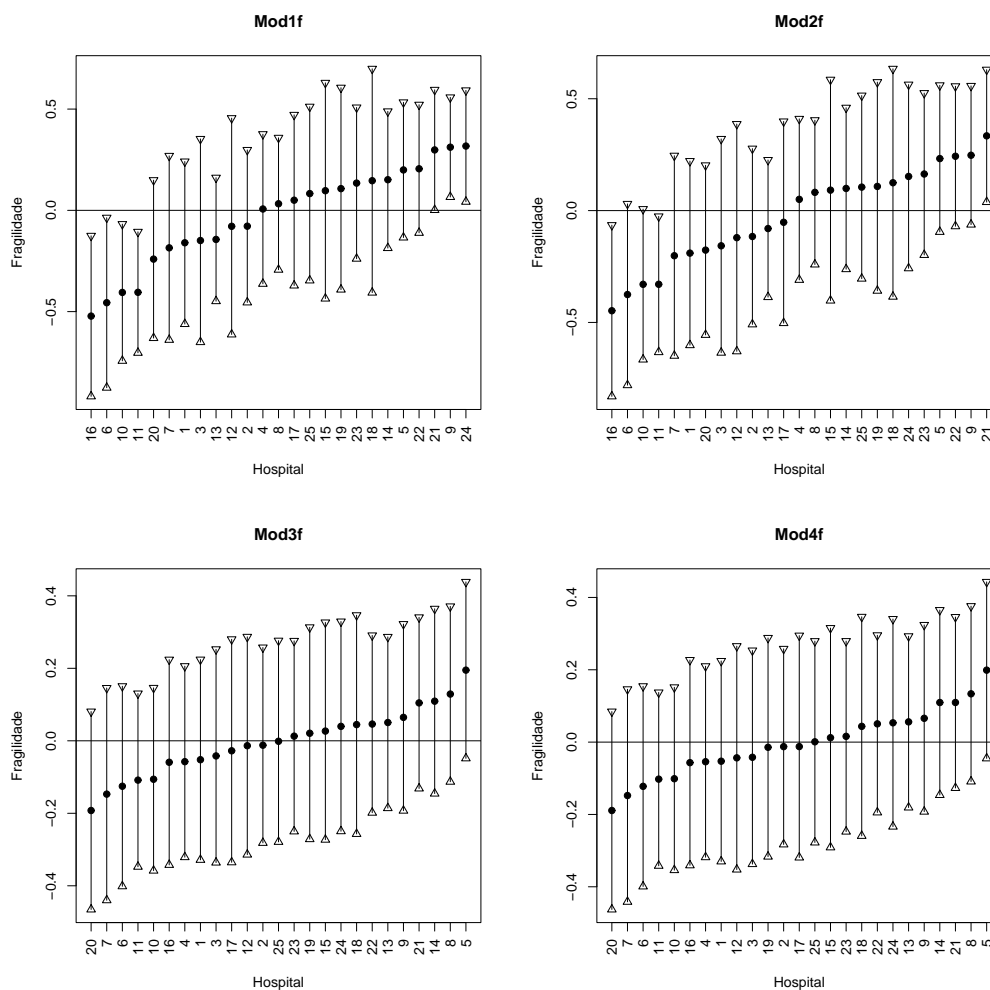 Mod1f
Fragilidade
0.5
0.0
−0.5
16 6 10 11 20 7 1 3 13 12 2 4 8 17 25 15 19 23 18 14 5 22 21 9 24
Hospital
Mod2f
Fragilidade
0.5
0.0
−0.5
16 6 10 11 7 1 20 3 12 2 13 17 4 8 15 14 25 19 18 24 23 5 22 9 21
Hospital
Mod3f
Fragilidade
0.4
0.2
0.0
−0.2
−0.4
20 7 6 11 10 16 4 1 3 17 12 2 25 23 19 15 24 18 22 13 9 21 14 8 5
Hospital
Mod4f
Fragilidade
0.4
0.2
0.0
−0.2
−0.4
20 7 6 11 10 16 4 1 12 3 19 2 17 25 15 23 18 22 24 13 9 14 21 8 5
Hospital